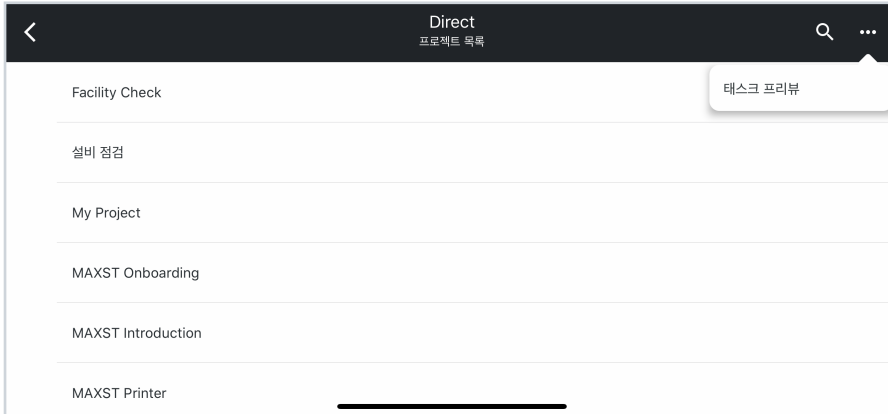 Direct
프로젝트 목록
태스크 프리뷰
Facility Check
설비 점검
My Project
MAXST Onboarding
MAXST Introduction
MAXST Printer